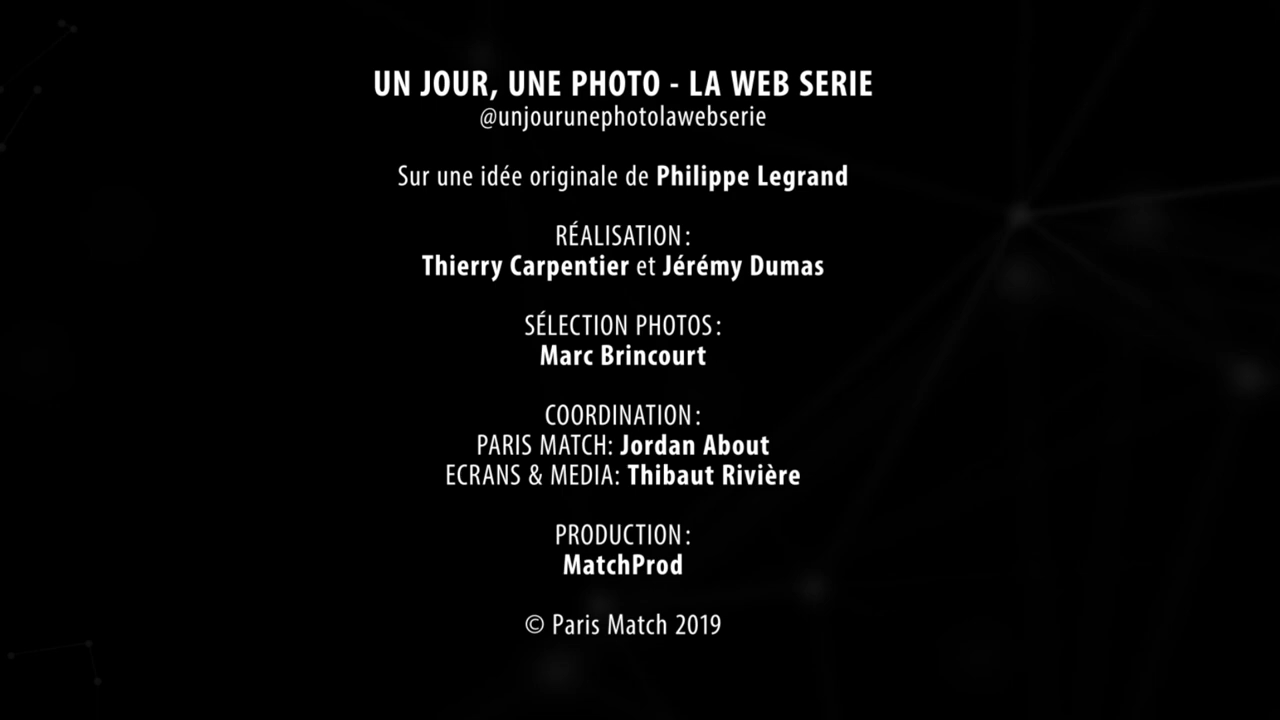 UN JOUR, UNE PHOTO - LA WEB SERIE
@unjourunephotolawebserie
Sur une idée originale de Philippe Legrand
RÉALISATION :
Thierry Carpentier et Jérémy Dumas
SÉLECTION PHOTOS :
Marc Brincourt
COORDINATION :
PARIS MATCH: Jordan About
ECRANS & MEDIA: Thibaut Rivière
PRODUCTION :
MatchProd
© Paris Match 2019